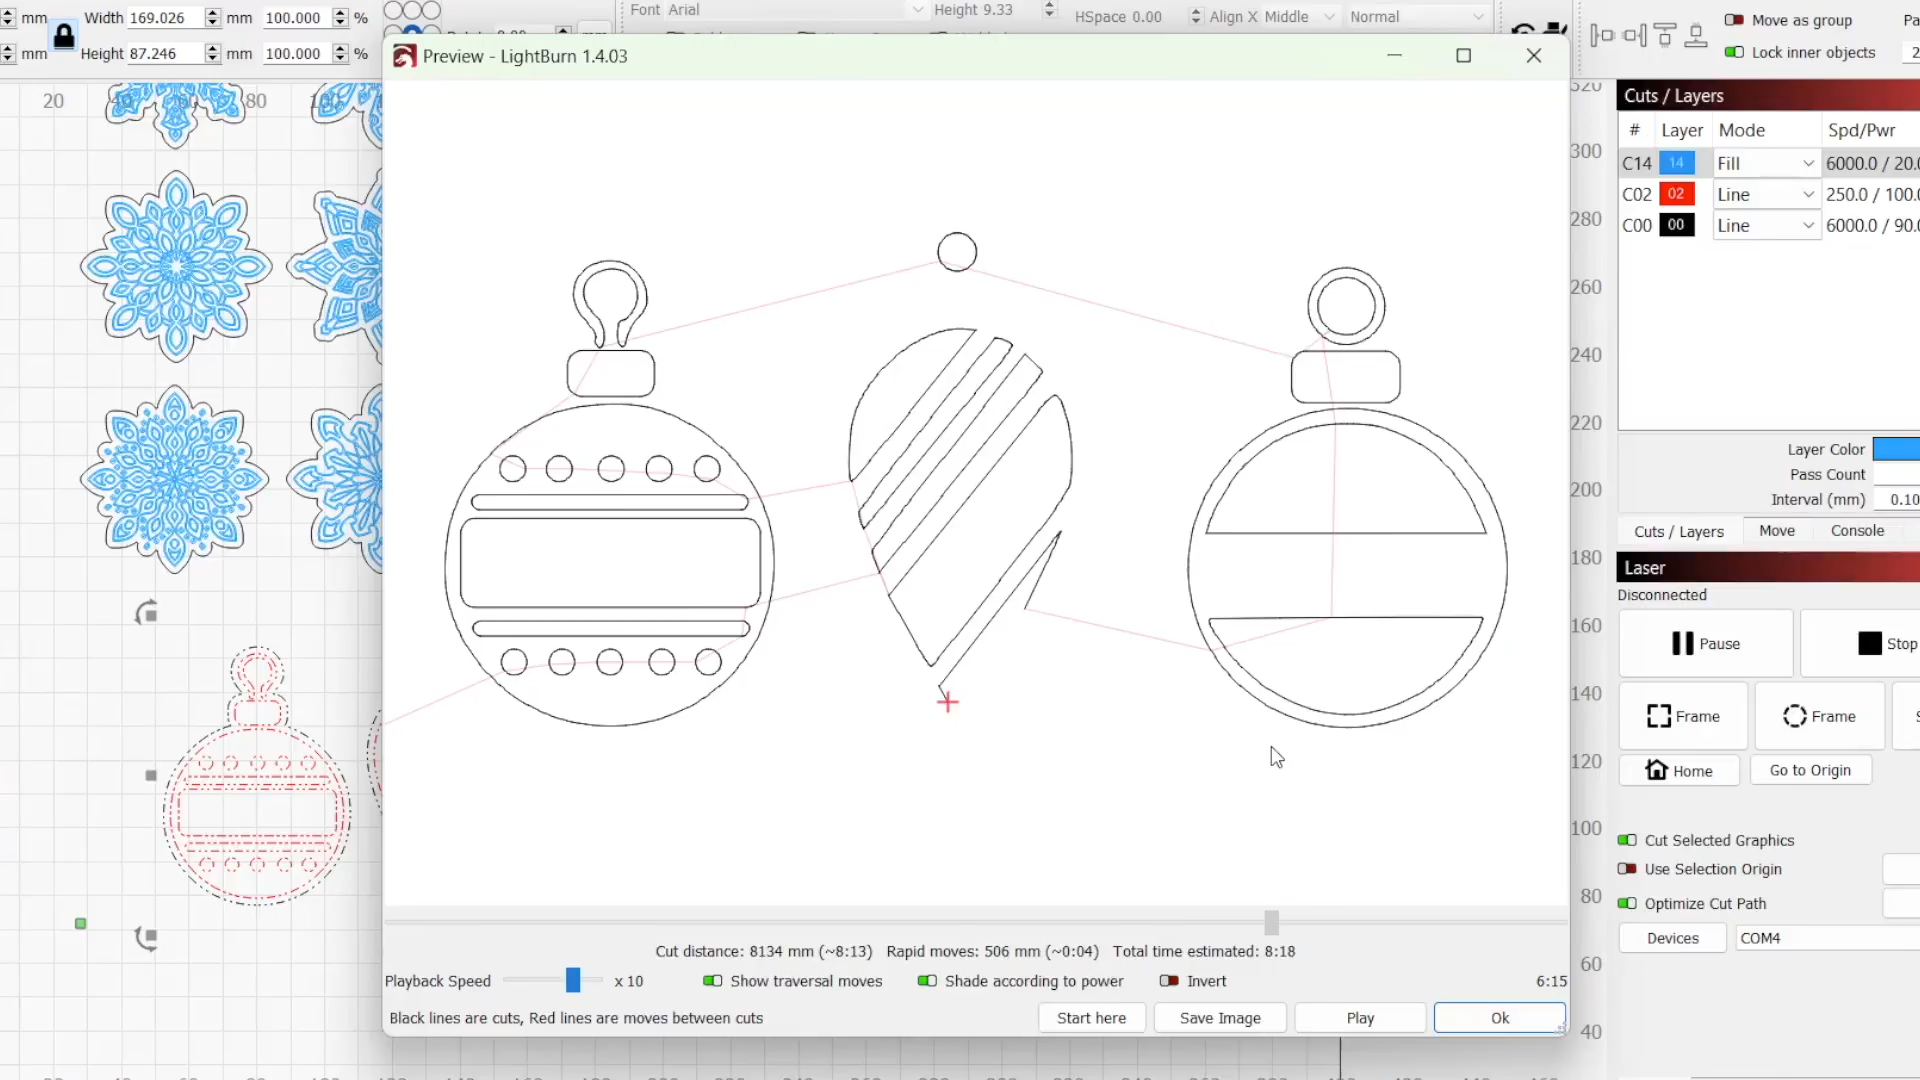 mm Width 169.026 mm 100.000 %
mm Height 87.246 mm 100.000 %
Font Arial Height 9.33 HSpace 0.00 Align X Middle Normal
Move as group
Lock inner objects
Preview - LightBurn 1.4.03
20 40 60 80 100
300
280
260
240
220
200
180
160
140
120
100
80
60
40
Cuts / Layers
# Layer Mode Spd/Pwr
C14 14 Fill 6000.0 / 20.0
C02 02 Line 250.0 / 100.0
C00 00 Line 6000.0 / 90.0
Layer Color
Pass Count
Interval (mm) 0.10
Cuts / Layers Move Console
Laser
Disconnected
Pause Stop
Frame Frame
Home Go to Origin
Cut Selected Graphics
Use Selection Origin
Optimize Cut Path
Devices COM4
Cut distance: 8134 mm (~8:13) Rapid moves: 506 mm (~0:04) Total time estimated: 8:18
Playback Speed x 10 Show traversal moves Shade according to power Invert 6:15
Black lines are cuts, Red lines are moves between cuts Start here Save Image Play Ok